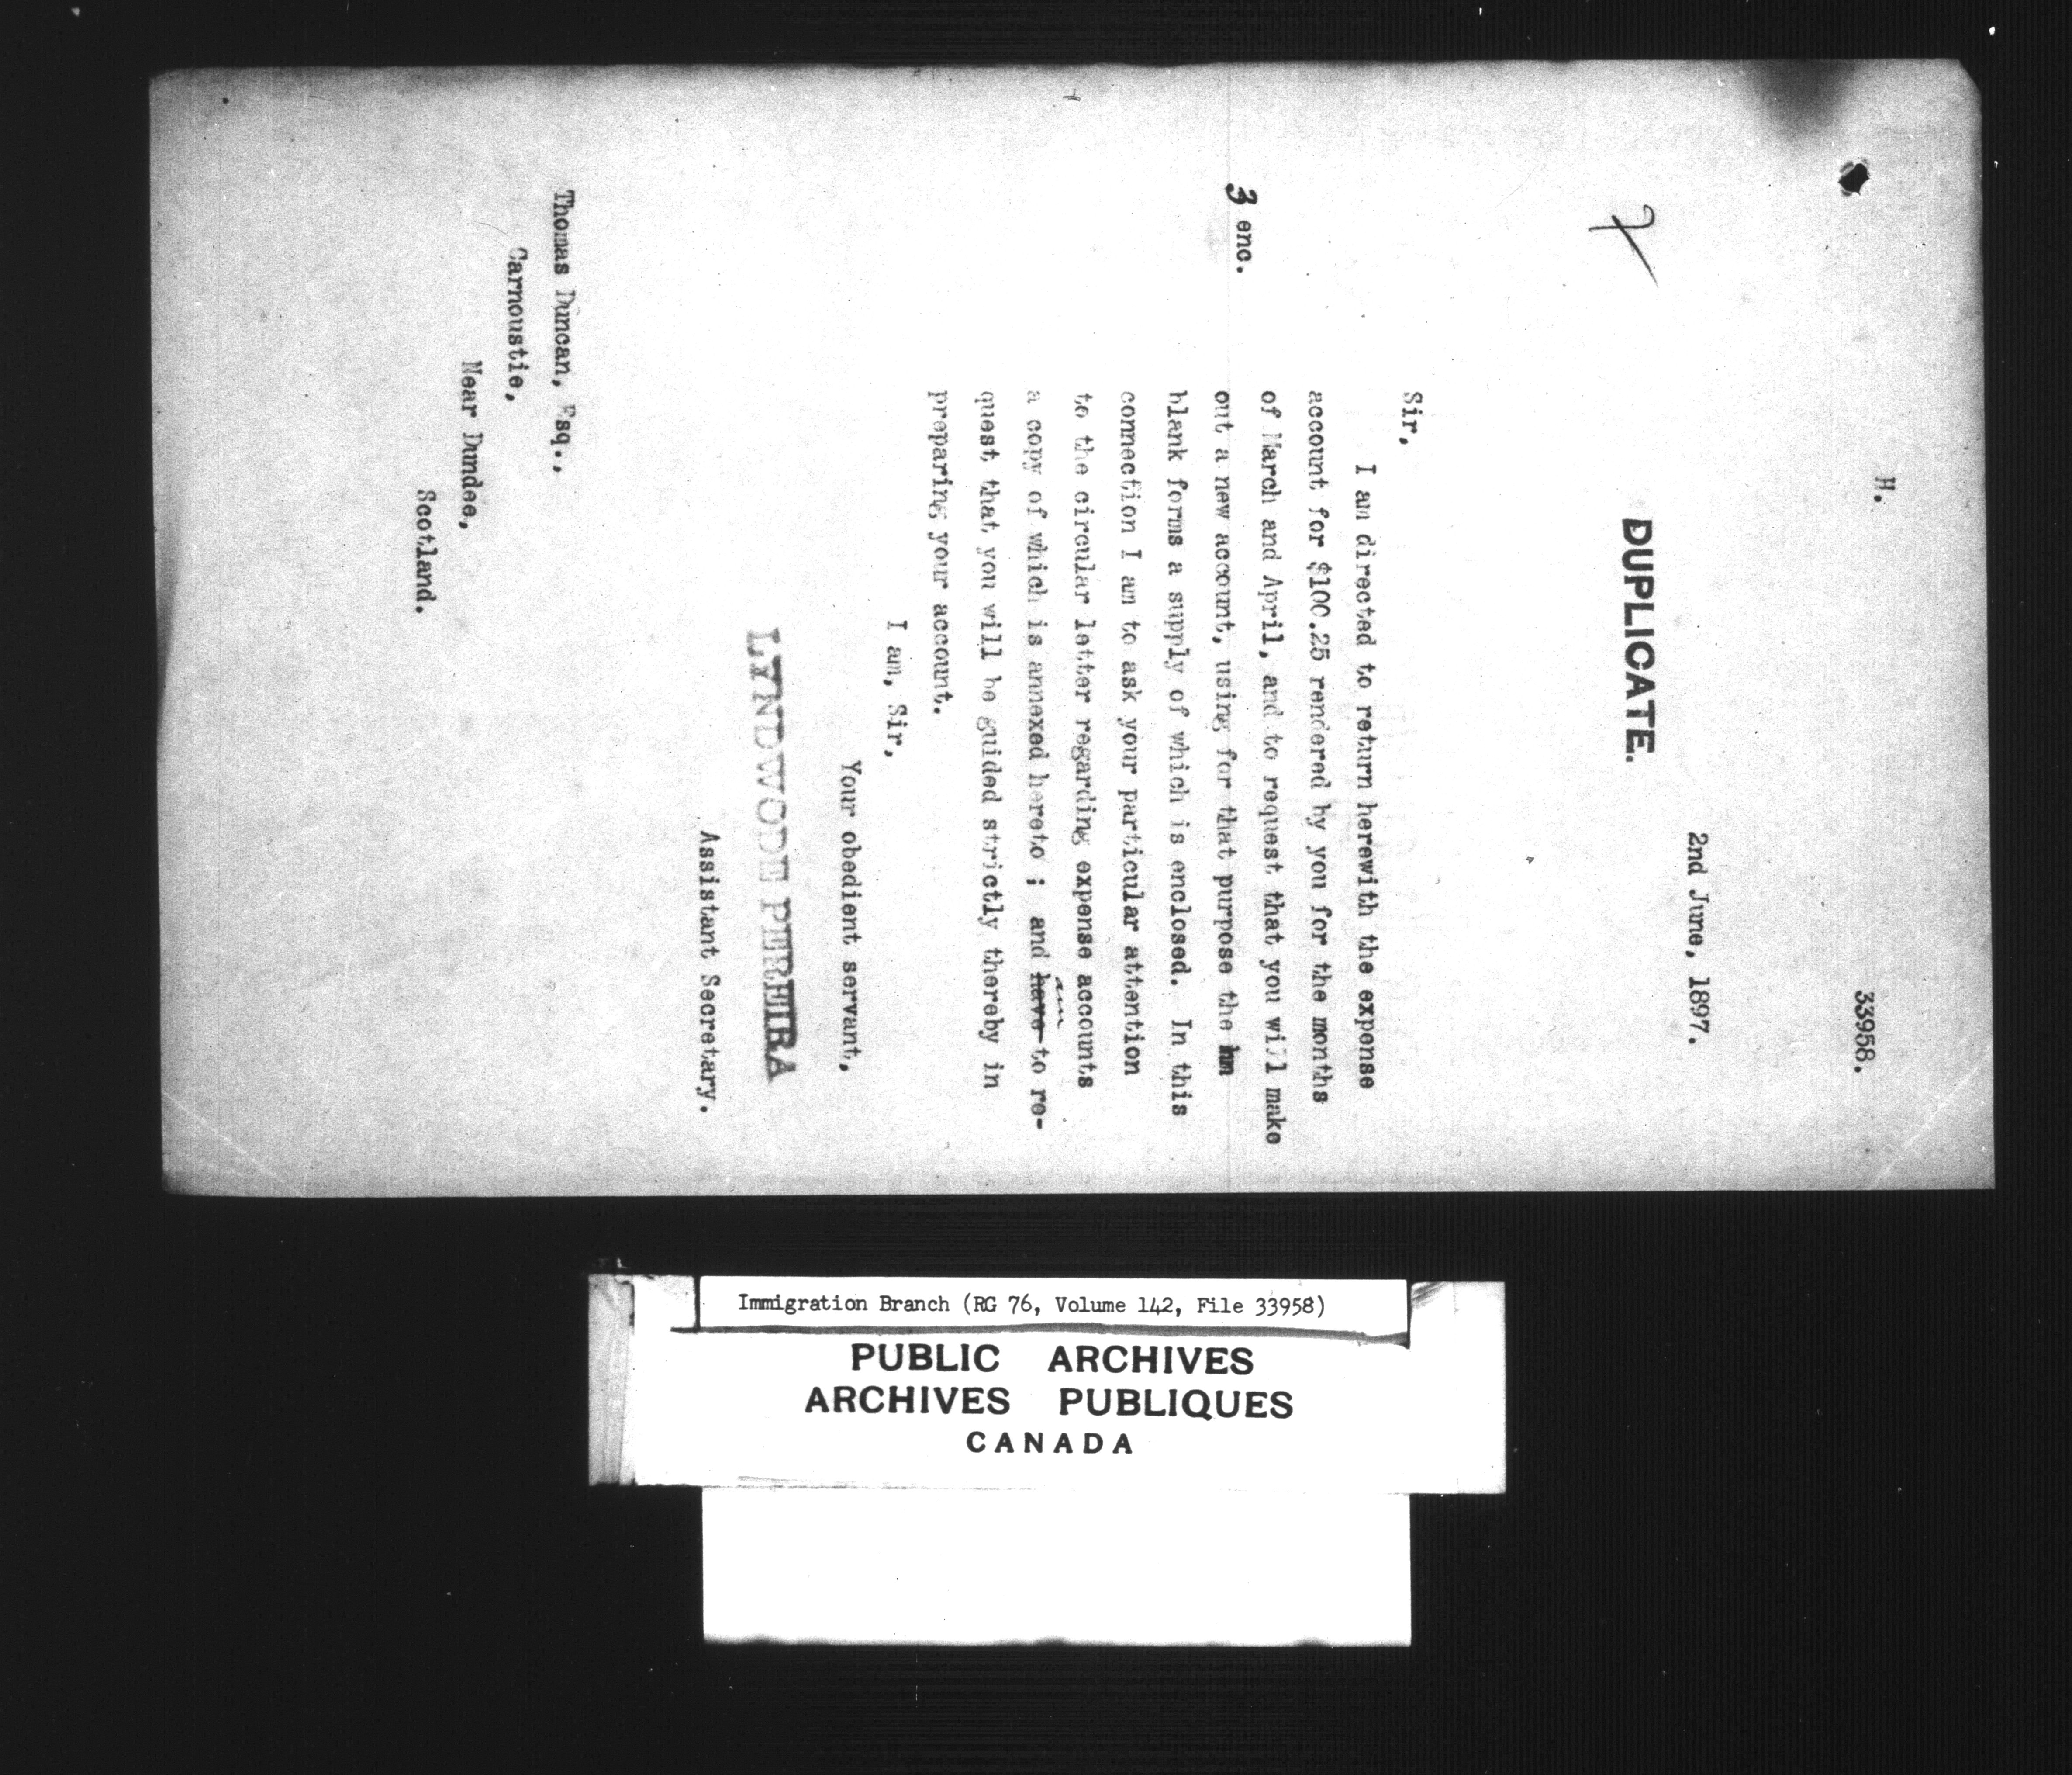 33958.
H.
2nd June, 1897.
DUPLICATE.
Sir,
I am directed to return herewith the expense
account for $100.25 rendered by you for the months
of March and April, and to request that you will make
3 enc.
out a new account, using for that purpose the
blank forms a supply of which is enclosed. In this
connection I am to ask your particular attention
to the circular letter regarding expense accounts
am
a copy of which is annexed hereto ; and have to re-
quest that you will be guided strictly thereby in
preparing your account.
I am, Sir,
Your obedient servant,
LYNDWODE PEREIRA
Assistant Secretary.
Thomas Duncan, Esq.,
Carnoustie,
Near Dundee,
Scotland.
Immigration Branch (RG 76, Volume 142, File 33958)
PUBLIC ARCHIVES
ARCHIVES PUBLIQUES
CANADA